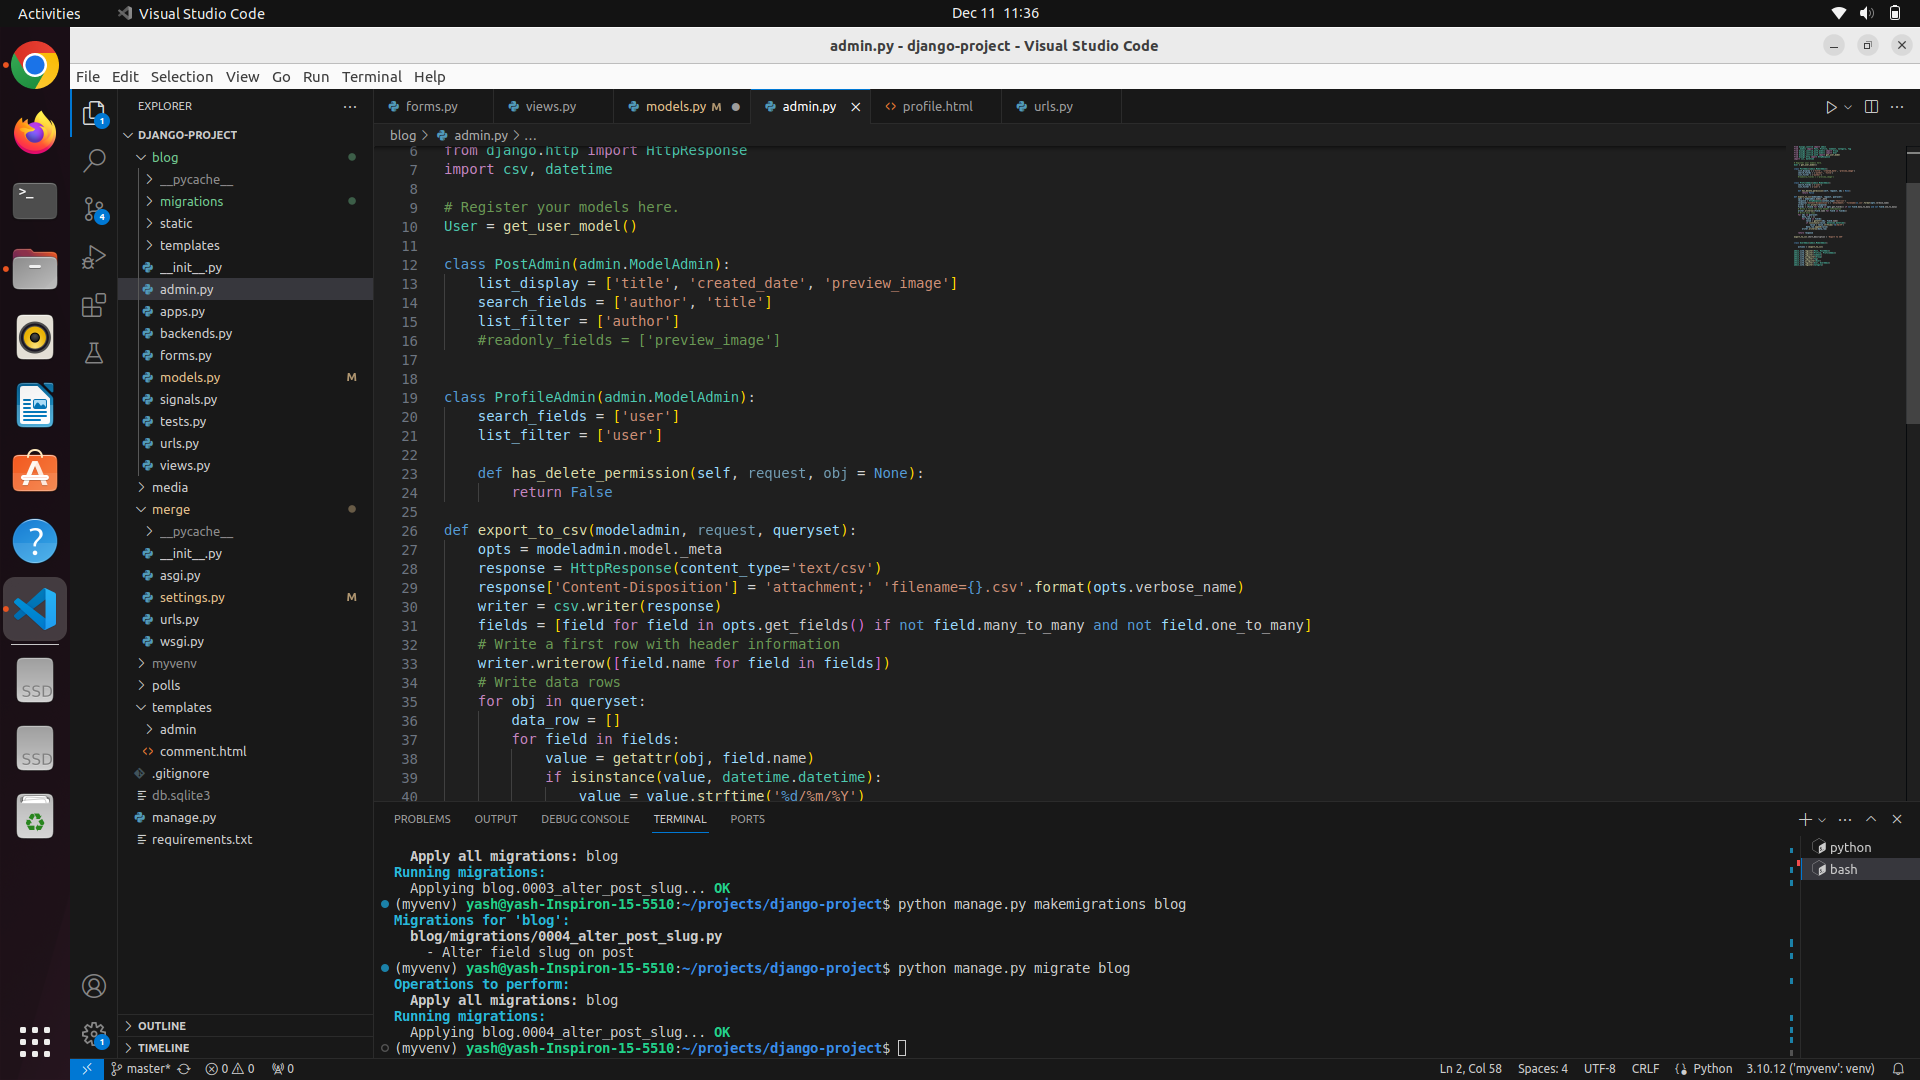 Activities
Visual Studio Code
Dec 11 11:36
admin.py - django-project - Visual Studio Code
File Edit Selection View Go Run Terminal Help
EXPLORER
DJANGO-PROJECT
blog
__pycache__
migrations
static
templates
__init__.py
admin.py
apps.py
backends.py
forms.py
models.py M
signals.py
tests.py
urls.py
views.py
media
merge
__pycache__
__init__.py
asgi.py
settings.py M
urls.py
wsgi.py
myvenv
polls
templates
admin
comment.html
.gitignore
db.sqlite3
manage.py
requirements.txt
OUTLINE
TIMELINE
1
4
1
SSD
SSD
forms.py views.py models.py M admin.py profile.html urls.py
blog > admin.py > ...
6 from django.http import HttpResponse
7 import csv, datetime
8
9 # Register your models here.
10 User = get_user_model()
11
12 class PostAdmin(admin.ModelAdmin):
13 list_display = ['title', 'created_date', 'preview_image']
14 search_fields = ['author', 'title']
15 list_filter = ['author']
16 #readonly_fields = ['preview_image']
17
18
19 class ProfileAdmin(admin.ModelAdmin):
20 search_fields = ['user']
21 list_filter = ['user']
22
23 def has_delete_permission(self, request, obj = None):
24 return False
25
26 def export_to_csv(modeladmin, request, queryset):
27 opts = modeladmin.model._meta
28 response = HttpResponse(content_type='text/csv')
29 response['Content-Disposition'] = 'attachment;' 'filename={}.csv'.format(opts.verbose_name)
30 writer = csv.writer(response)
31 fields = [field for field in opts.get_fields() if not field.many_to_many and not field.one_to_many]
32 # Write a first row with header information
33 writer.writerow([field.name for field in fields])
34 # Write data rows
35 for obj in queryset:
36 data_row = []
37 for field in fields:
38 value = getattr(obj, field.name)
39 if isinstance(value, datetime.datetime):
40 value = value.strftime('%d/%m/%Y')
PROBLEMS OUTPUT DEBUG CONSOLE TERMINAL PORTS
Apply all migrations: blog
Running migrations:
Applying blog.0003_alter_post_slug... OK
(myvenv) yash@yash-Inspiron-15-5510:~/projects/django-project$ python manage.py makemigrations blog
Migrations for 'blog':
blog/migrations/0004_alter_post_slug.py
- Alter field slug on post
(myvenv) yash@yash-Inspiron-15-5510:~/projects/django-project$ python manage.py migrate blog
Operations to perform:
Apply all migrations: blog
Running migrations:
Applying blog.0004_alter_post_slug... OK
(myvenv) yash@yash-Inspiron-15-5510:~/projects/django-project$
python
bash
master* 0 0 0
Ln 2, Col 58 Spaces: 4 UTF-8 CRLF Python 3.10.12 ('myvenv': venv)